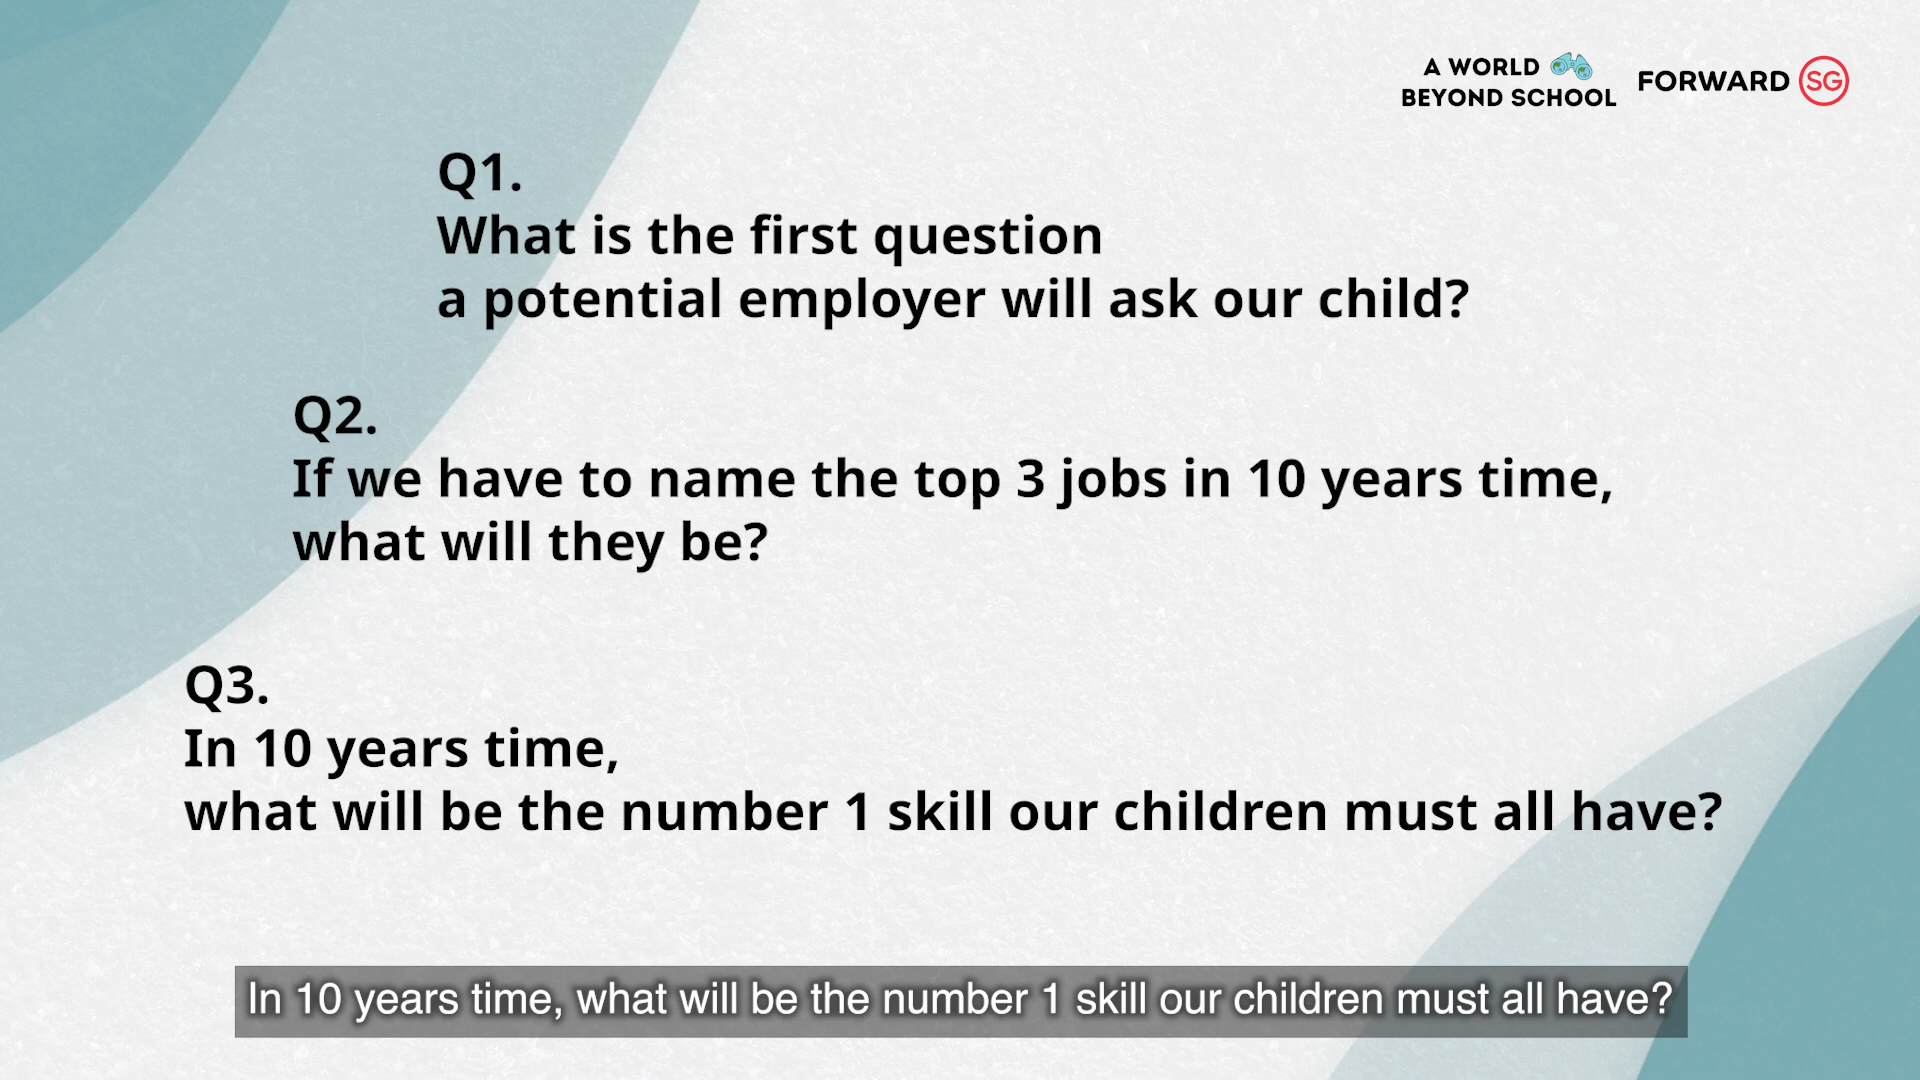 A WORLD
BEYOND SCHOOL
FORWARD SG
Q1.
What is the first question
a potential employer will ask our child?
Q2.
If we have to name the top 3 jobs in 10 years time,
what will they be?
Q3.
In 10 years time,
what will be the number 1 skill our children must all have?
In 10 years time, what will be the number 1 skill our children must all have?